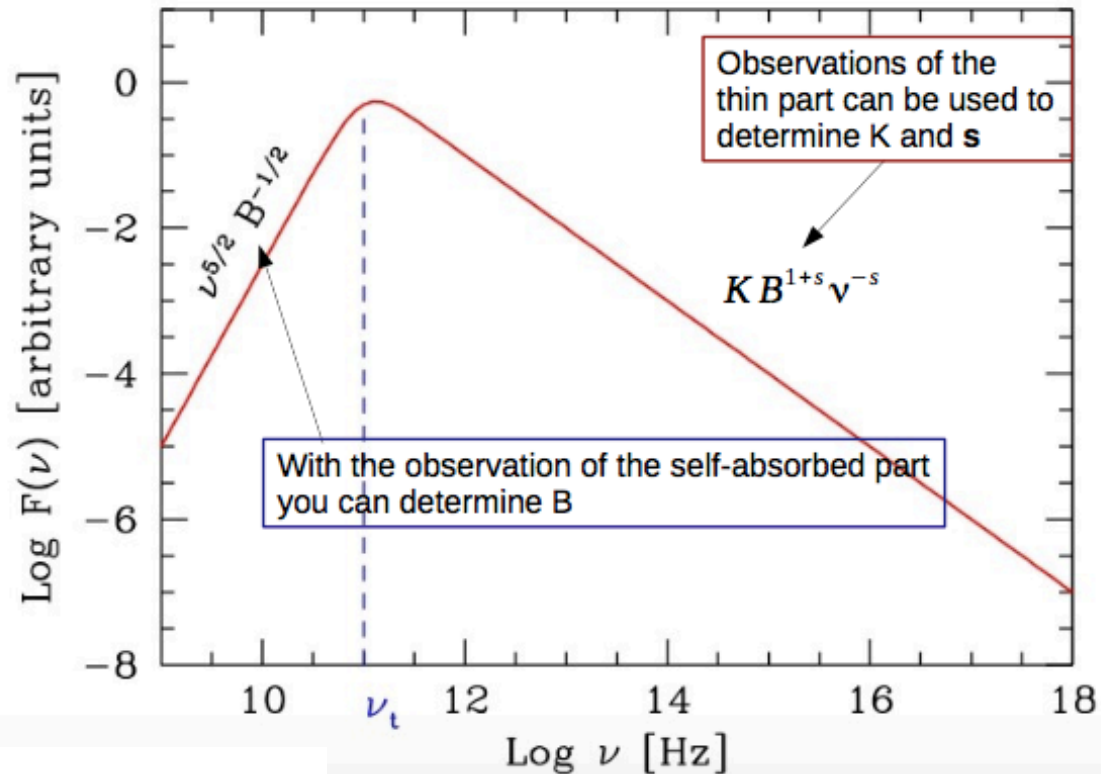 Log F(ν) [arbitrary units]
0
−2
−4
−6
−8
10
12
14
16
18
ν_t
Log ν [Hz]
ν^{5/2} B^{−1/2}
Observations of the
thin part can be used to
determine K and s
K B^{1+s} ν^{−s}
With the observation of the self-absorbed part
you can determine B